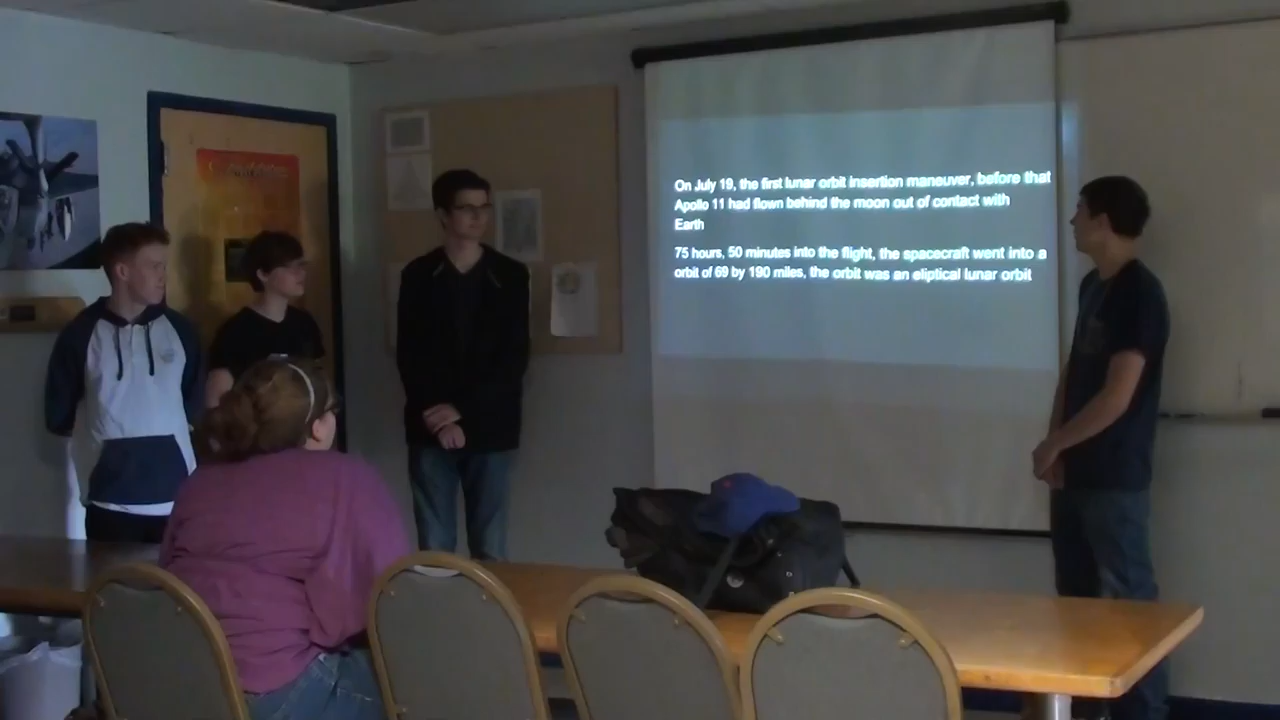 On July 19, the first lunar orbit insertion maneuver, before that
Apollo 11 had flown behind the moon out of contact with
Earth
75 hours, 50 minutes into the flight, the spacecraft went into a
orbit of 69 by 190 miles, the orbit was an eliptical lunar orbit